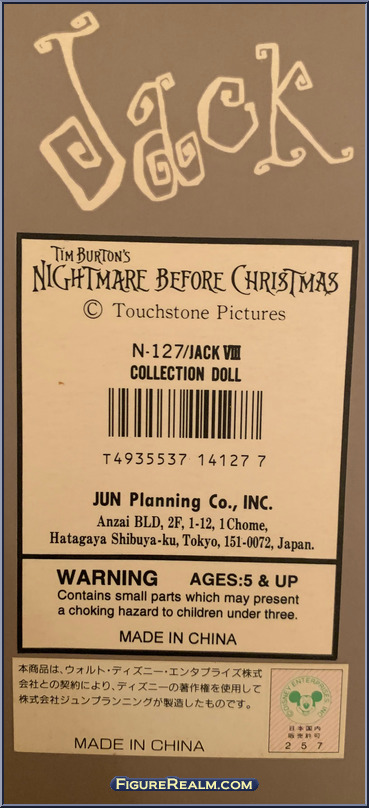 Jack
TIM BURTON'S
NIGHTMARE BEFORE CHRISTMAS
© Touchstone Pictures
N-127/JACK VIII
COLLECTION DOLL
T4935537 14127 7
JUN Planning Co., INC.
Anzai BLD, 2F, 1-12, 1Chome,
Hatagaya Shibuya-ku, Tokyo, 151-0072, Japan.
WARNING AGES:5 & UP
Contains small parts which may present
a choking hazard to children under three.
MADE IN CHINA
本商品は、ウォルト・ディズニー・エンタプライズ株式
会社との契約により、ディズニーの著作権を使用して
株式会社ジュンプランニングが製造したものです。
MADE IN CHINA
©DISNEY ENTERPRISES, INC.
日本国内
販売許可
257
FIGUREREALM.COM